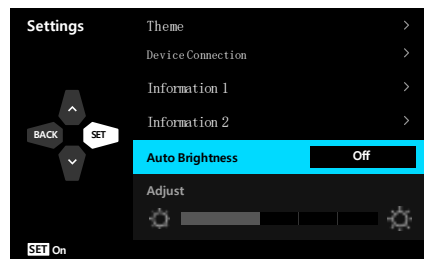 Settings
Theme
Device Connection
Information 1
Information 2
BACK
SET
Auto Brightness Off
Adjust
SET On